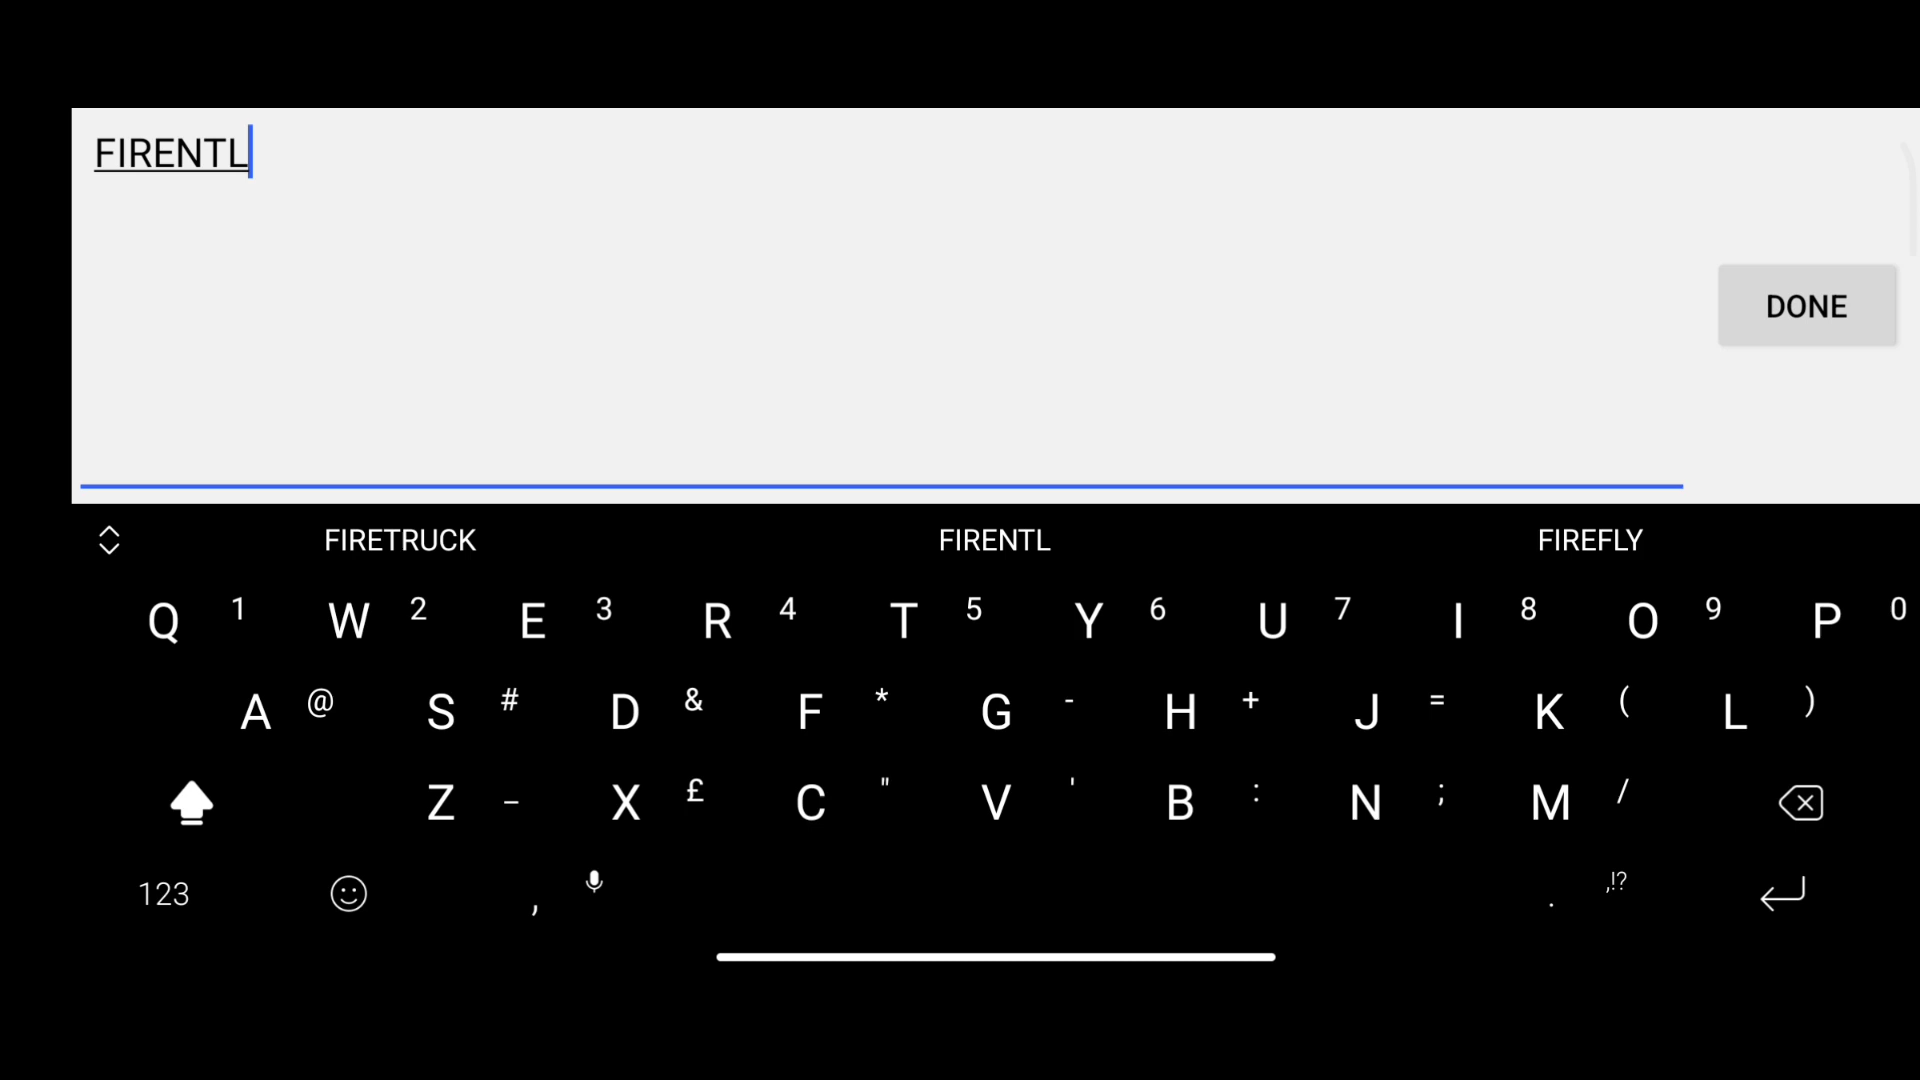 FIRENTL
DONE
FIRETRUCK FIRENTL FIREFLY
Q 1 W 2 E 3 R 4 T 5 Y 6 U 7 I 8 O 9 P 0
A @ S # D & F * G - H + J = K ( L )
Z _ X £ C " V ' B : N ; M /
123 , . ,!?